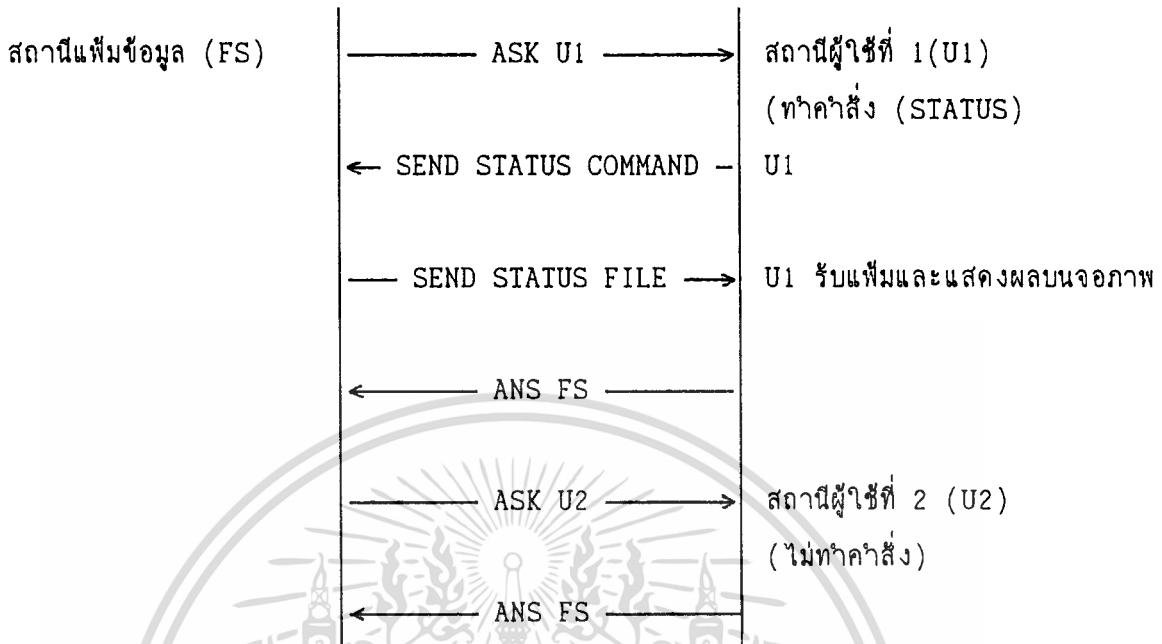 สถานีแฟ้มข้อมูล (FS) ASK U1 สถานีผู้ใช้ที่ 1(U1)
(ทำคำสั่ง (STATUS)
SEND STATUS COMMAND U1
SEND STATUS FILE U1 รับแฟ้มและแสดงผลบนจอภาพ
ANS FS
ASK U2 สถานีผู้ใช้ที่ 2 (U2)
(ไม่ทำคำสั่ง)
ANS FS